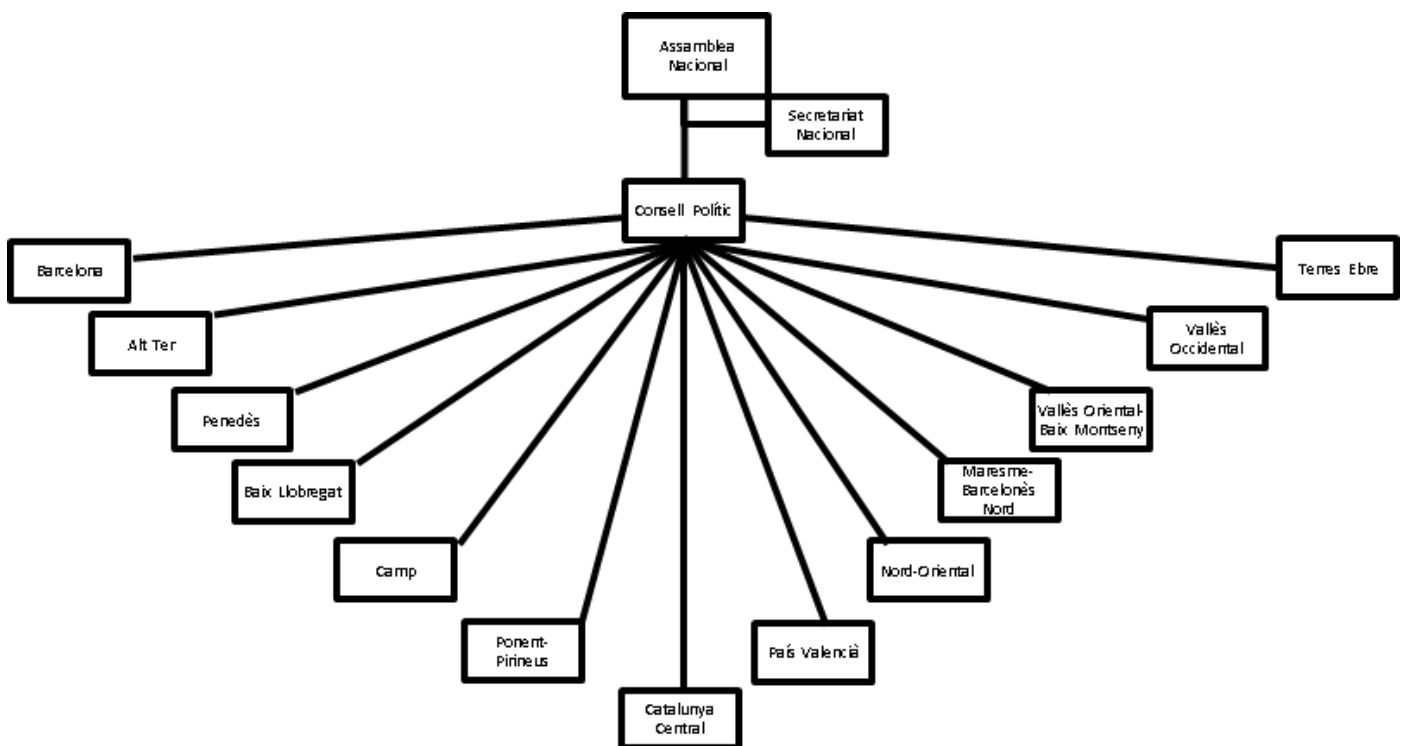 Assamblea
Nacional
Secretariat
Nacional
Consell Polític
Barcelona
Terres Ebre
Alt Ter
Vallès
Occidental
Penedès
Vallès Oriental-
Baix Montseny
Baix Llobregat
Maresme-
Barcelonès
Nord
Camp
Nord-Oriental
Ponent-
Pirineus
País Valencià
Catalunya
Central